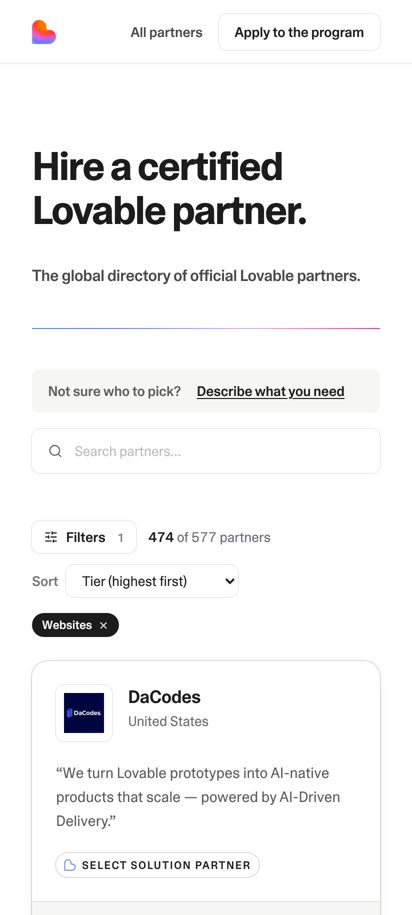 All partners
Apply to the program
Hire a certified
Lovable partner.
The global directory of official Lovable partners.
Not sure who to pick? Describe what you need
Search partners...
Filters 1 474 of 577 partners
Sort Tier (highest first)
Websites ×
DaCodes
DaCodes
United States
“We turn Lovable prototypes into AI-native
products that scale — powered by AI-Driven
Delivery.”
SELECT SOLUTION PARTNER